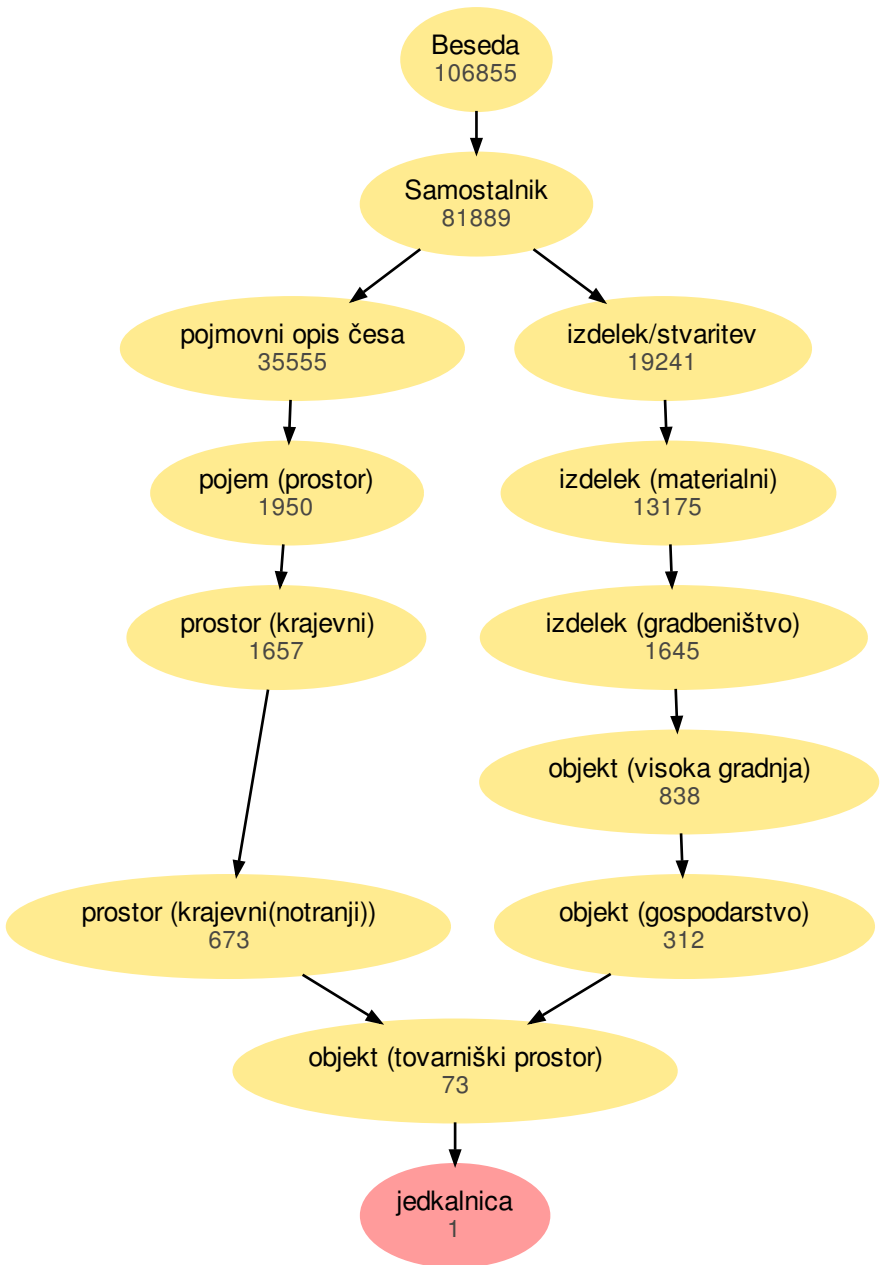 Beseda
106855
Samostalnik
81889
pojmovni opis česa
35555
izdelek/stvaritev
19241
pojem (prostor)
1950
izdelek (materialni)
13175
prostor (krajevni)
1657
izdelek (gradbeništvo)
1645
objekt (visoka gradnja)
838
prostor (krajevni(notranji))
673
objekt (gospodarstvo)
312
objekt (tovarniški prostor)
73
jedkalnica
1